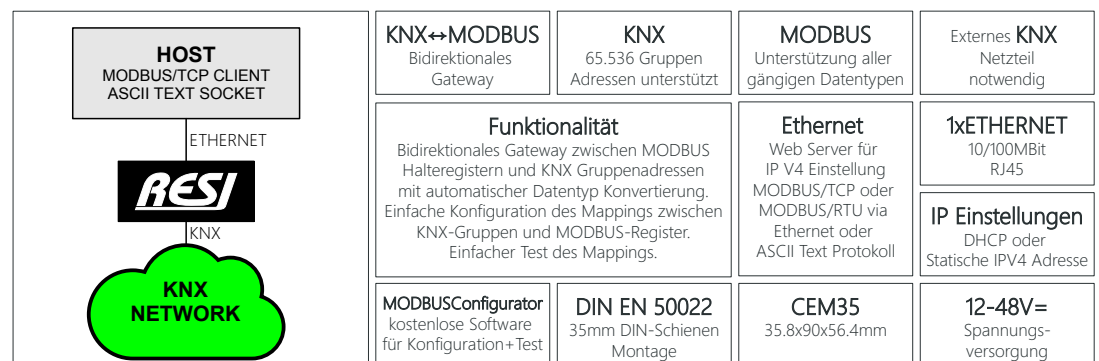 HOST
MODBUS/TCP CLIENT
ASCII TEXT SOCKET
ETHERNET
RESI
KNX
KNX
NETWORK
KNX↔MODBUS
Bidirektionales
Gateway
KNX
65.536 Gruppen
Adressen unterstützt
MODBUS
Unterstützung aller
gängigen Datentypen
Externes KNX
Netzteil
notwendig
Funktionalität
Bidirektionales Gateway zwischen MODBUS
Halteregistern und KNX Gruppenadressen
mit automatischer Datentyp Konvertierung.
Einfache Konfiguration des Mappings zwischen
KNX-Gruppen und MODBUS-Register.
Einfacher Test des Mappings.
Ethernet
Web Server für
IP V4 Einstellung
MODBUS/TCP oder
MODBUS/RTU via
Ethernet oder
ASCII Text Protokoll
1xETHERNET
10/100MBit
RJ45
IP Einstellungen
DHCP oder
Statische IPV4 Adresse
MODBUSConfigurator
kostenlose Software
für Konfiguration+Test
DIN EN 50022
35mm DIN-Schienen
Montage
CEM35
35.8x90x56.4mm
12-48V=
Spannungs-
versorgung